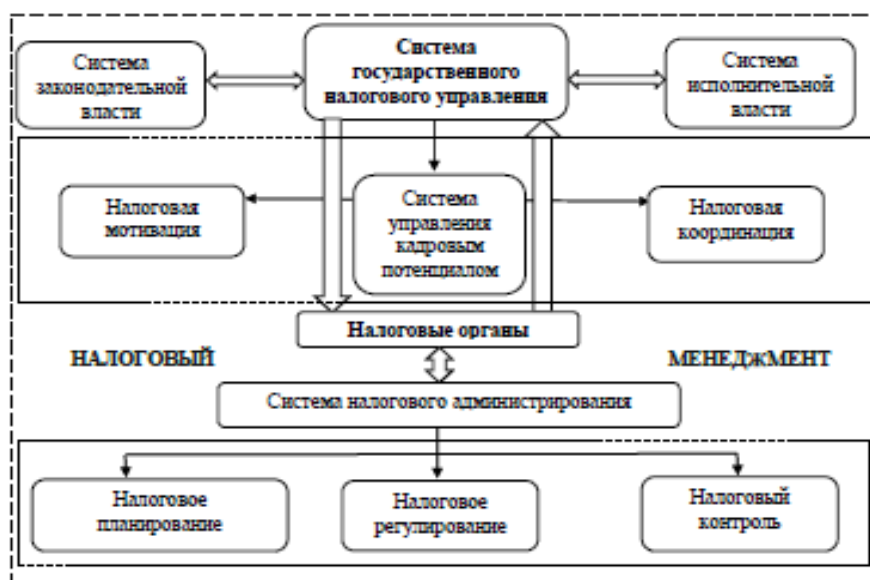 Система
законодательной
власти
Система
государственного
налогового управления
Система
исполнительной
власти
Налоговая
мотивация
Система
управления
кадровым
потенциалом
Налоговая
координация
Налоговые органы
НАЛОГОВЫЙ
МЕНЕДЖМЕНТ
Система налогового администрирования
Налоговое
планирование
Налоговое
регулирование
Налоговый
контроль